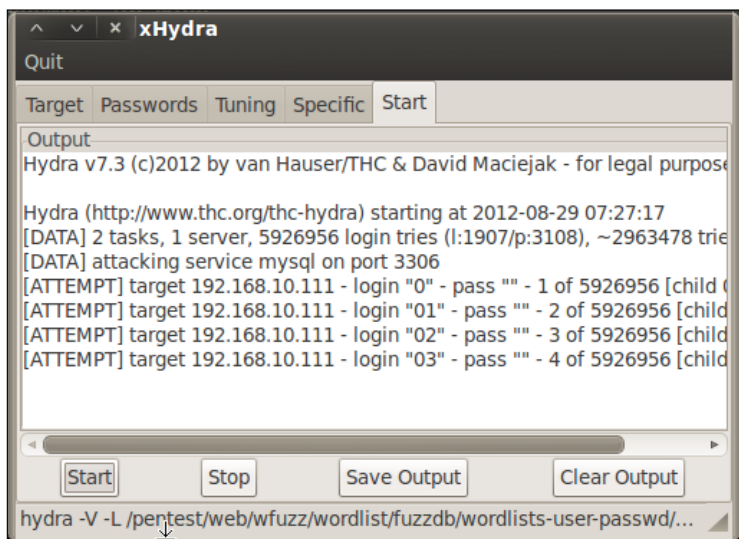 xHydra
Quit
Target Passwords Tuning Specific Start
Output
Hydra v7.3 (c)2012 by van Hauser/THC & David Maciejak - for legal purpose
Hydra (http://www.thc.org/thc-hydra) starting at 2012-08-29 07:27:17
[DATA] 2 tasks, 1 server, 5926956 login tries (l:1907/p:3108), ~2963478 trie
[DATA] attacking service mysql on port 3306
[ATTEMPT] target 192.168.10.111 - login "0" - pass "" - 1 of 5926956 [child
[ATTEMPT] target 192.168.10.111 - login "01" - pass "" - 2 of 5926956 [child
[ATTEMPT] target 192.168.10.111 - login "02" - pass "" - 3 of 5926956 [child
[ATTEMPT] target 192.168.10.111 - login "03" - pass "" - 4 of 5926956 [child
Start Stop Save Output Clear Output
hydra -V -L /pentest/web/wfuzz/wordlist/fuzzdb/wordlists-user-passwd/...